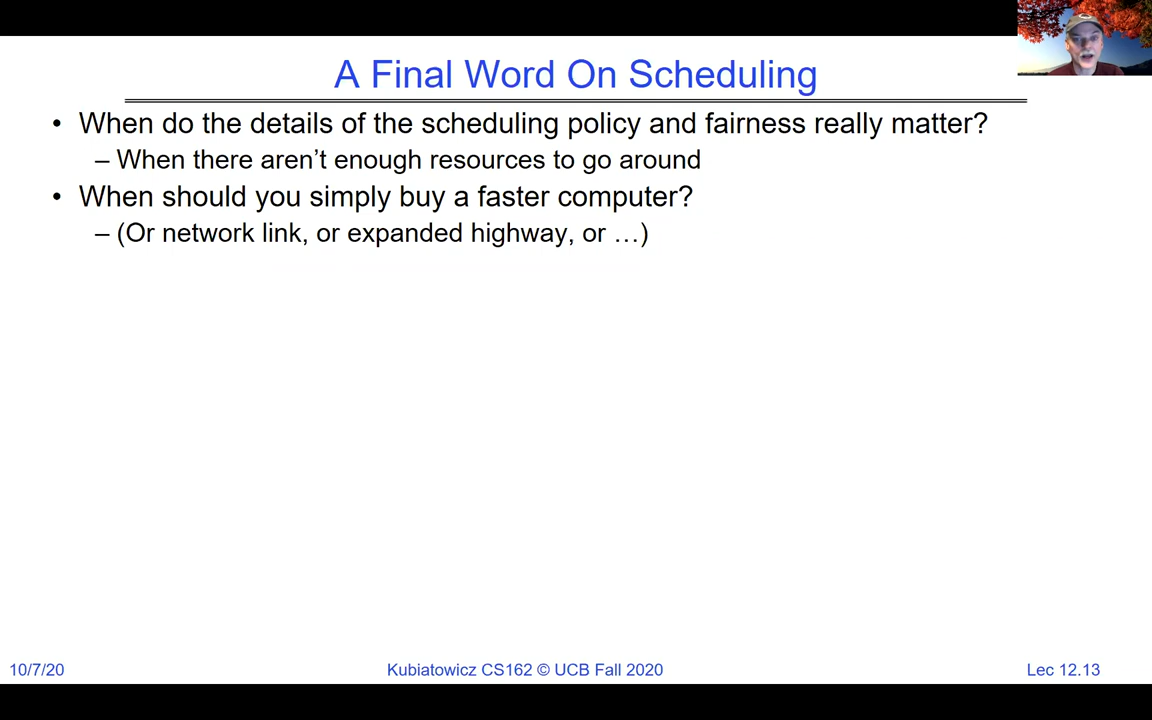 A Final Word On Scheduling
• When do the details of the scheduling policy and fairness really matter?
– When there aren't enough resources to go around
• When should you simply buy a faster computer?
– (Or network link, or expanded highway, or …)
10/7/20
Kubiatowicz CS162 © UCB Fall 2020
Lec 12.13